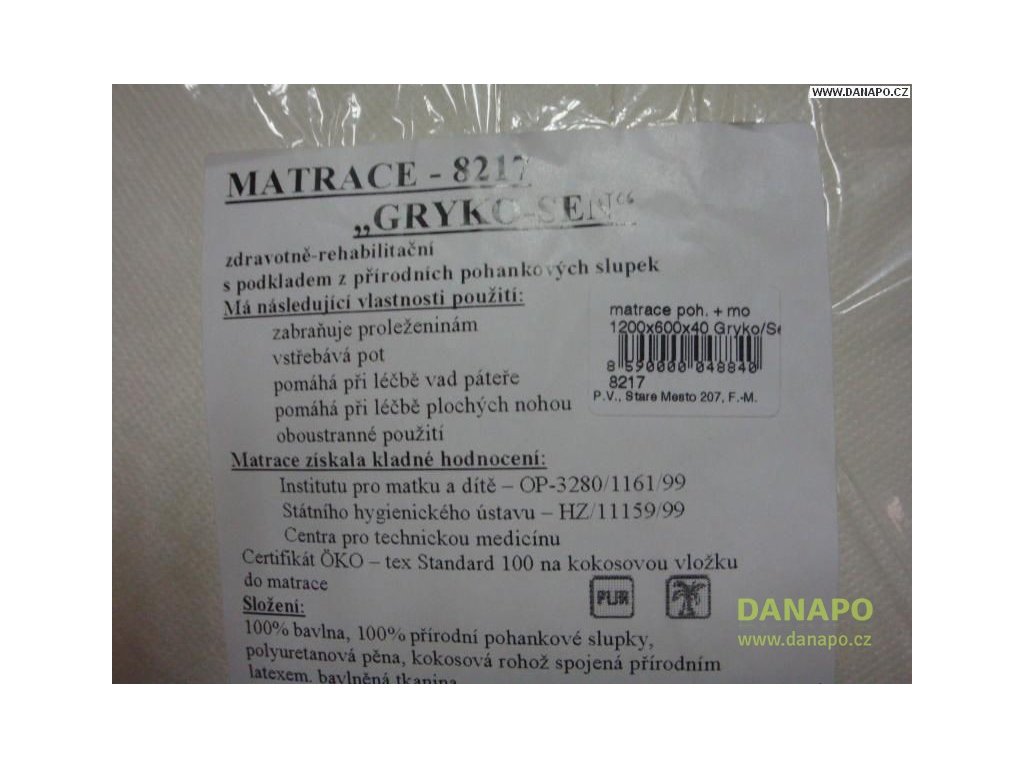 WWW.DANAPO.CZ
MATRACE - 8217
„GRYKO-SEN“
zdravotně-rehabilitační
s podkladem z přírodních pohankových slupek
Má následující vlastnosti použití:
zabraňuje proleženinám
vstřebává pot
pomáhá při léčbě vad páteře
pomáhá při léčbě plochých nohou
oboustranné použití
matrace poh. + mo
1200x600x40 Gryko/Se
8 590000 048840
8217
P.V., Stare Mesto 207, F.-M.
Matrace získala kladné hodnocení:
Institutu pro matku a dítě – OP-3280/1161/99
Státního hygienického ústavu – HZ/11159/99
Centra pro technickou medicínu
Certifikát ÖKO – tex Standard 100 na kokosovou vložku
do matrace
PUR
Složení:
100% bavlna, 100% přírodní pohankové slupky,
polyuretanová pěna, kokosová rohož spojená přírodním
latexem, bavlněná tkanina
DANAPO
www.danapo.cz